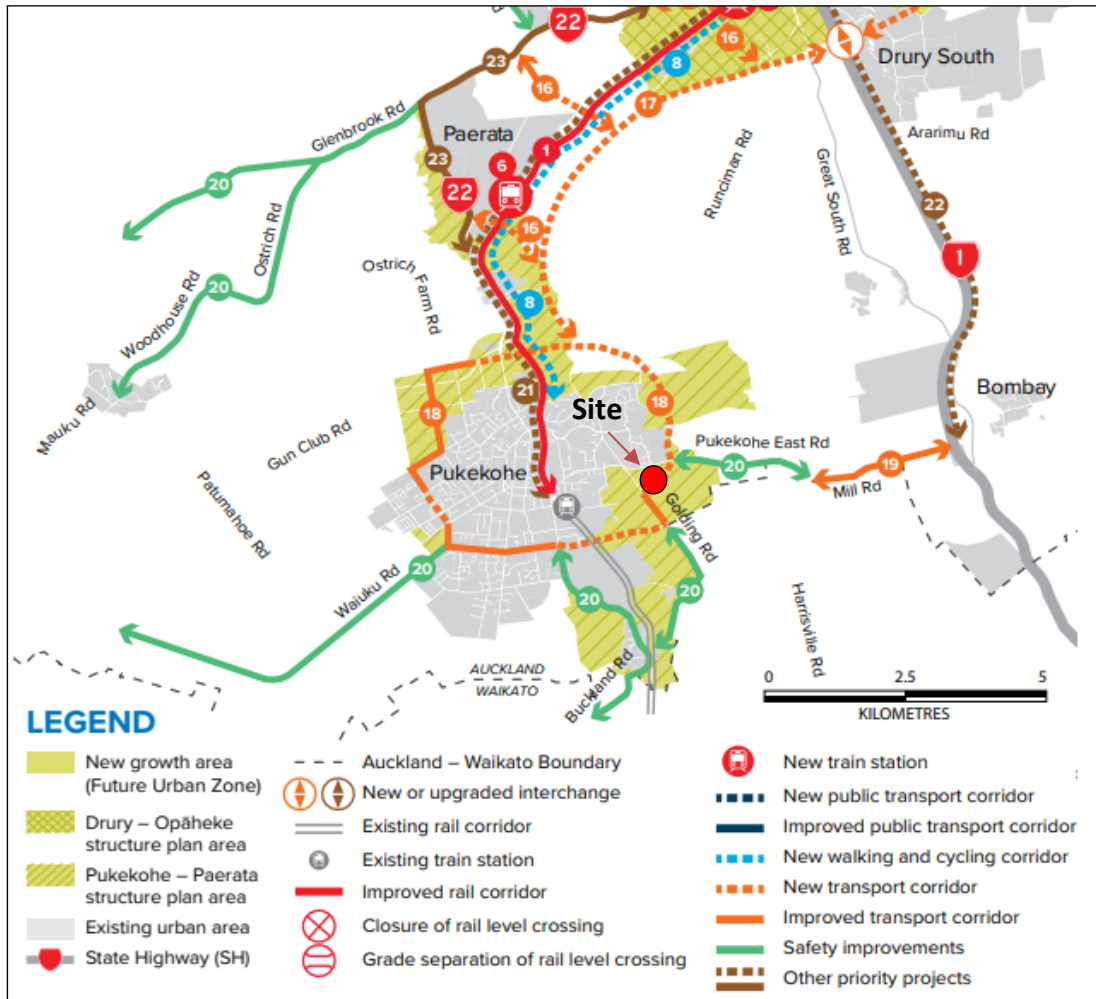 22
16
8
Drury South
23
16
17
Glenbrook Rd
Paerata
1
6
23
22
Runciman Rd
Great South Rd
Ararimu Rd
22
1
20
Ostrich Rd
16
Ostrich Farm Rd
20
Woodhouse Rd
8
Mauku Rd
Bombay
21
Site
18
18
Gun Club Rd
Pukekohe
Pukekohe East Rd
20
19
Mill Rd
Patumahoe Rd
Golding Rd
Waiuku Rd
20
20
20
Harrisville Rd
AUCKLAND
WAIKATO
Buckland Rd
0 2.5 5
KILOMETRES
LEGEND
New growth area
(Future Urban Zone)
Drury – Opāheke
structure plan area
Pukekohe – Paerata
structure plan area
Existing urban area
State Highway (SH)
Auckland – Waikato Boundary
New or upgraded interchange
Existing rail corridor
Existing train station
Improved rail corridor
Closure of rail level crossing
Grade separation of rail level crossing
New train station
New public transport corridor
Improved public transport corridor
New walking and cycling corridor
New transport corridor
Improved transport corridor
Safety improvements
Other priority projects